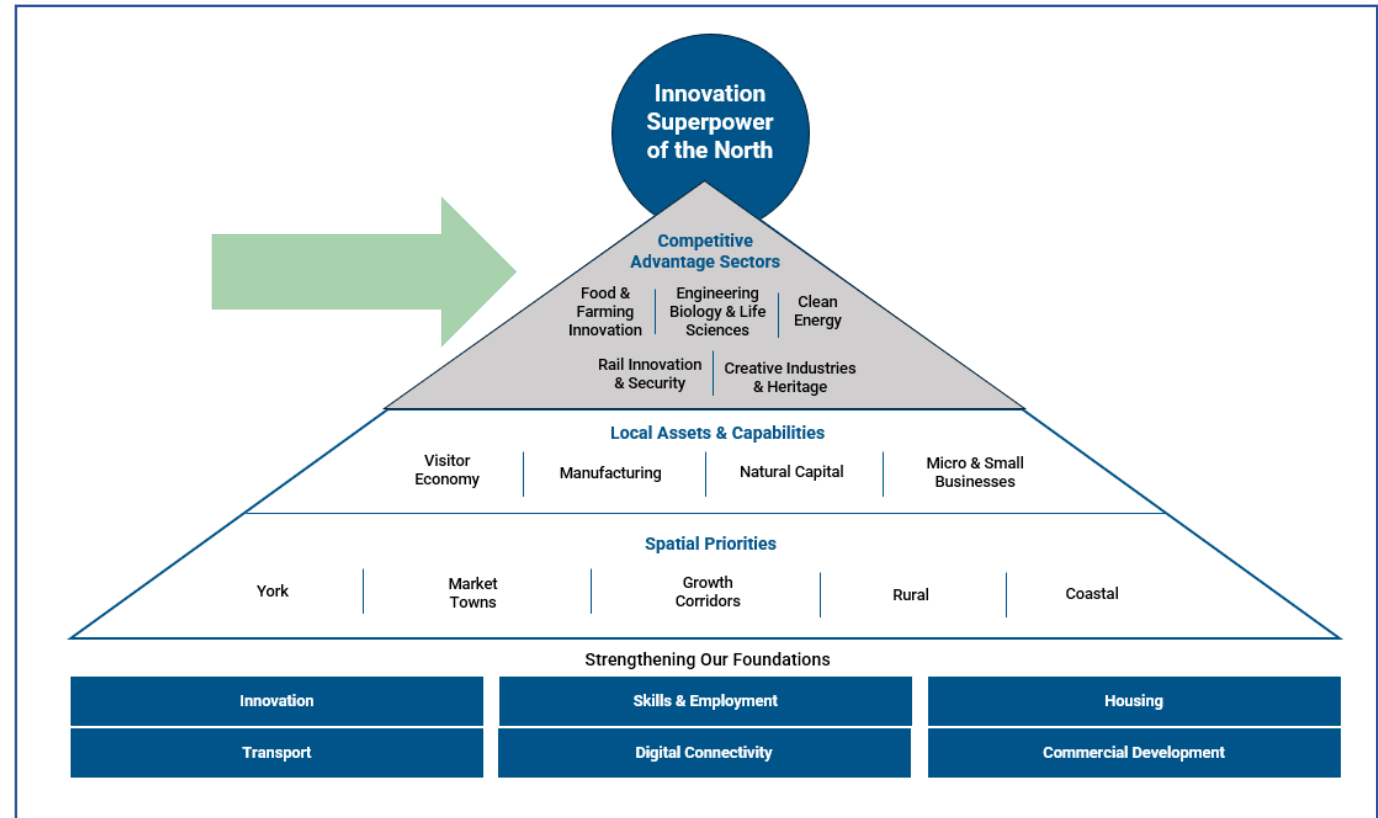 Innovation
Superpower
of the North
Competitive
Advantage Sectors
Food &
Farming
Innovation
Engineering
Biology & Life
Sciences
Clean
Energy
Rail Innovation
& Security
Creative Industries
& Heritage
Local Assets & Capabilities
Visitor
Economy
Manufacturing
Natural Capital
Micro & Small
Businesses
Spatial Priorities
York
Market
Towns
Growth
Corridors
Rural
Coastal
Strengthening Our Foundations
Innovation
Skills & Employment
Housing
Transport
Digital Connectivity
Commercial Development